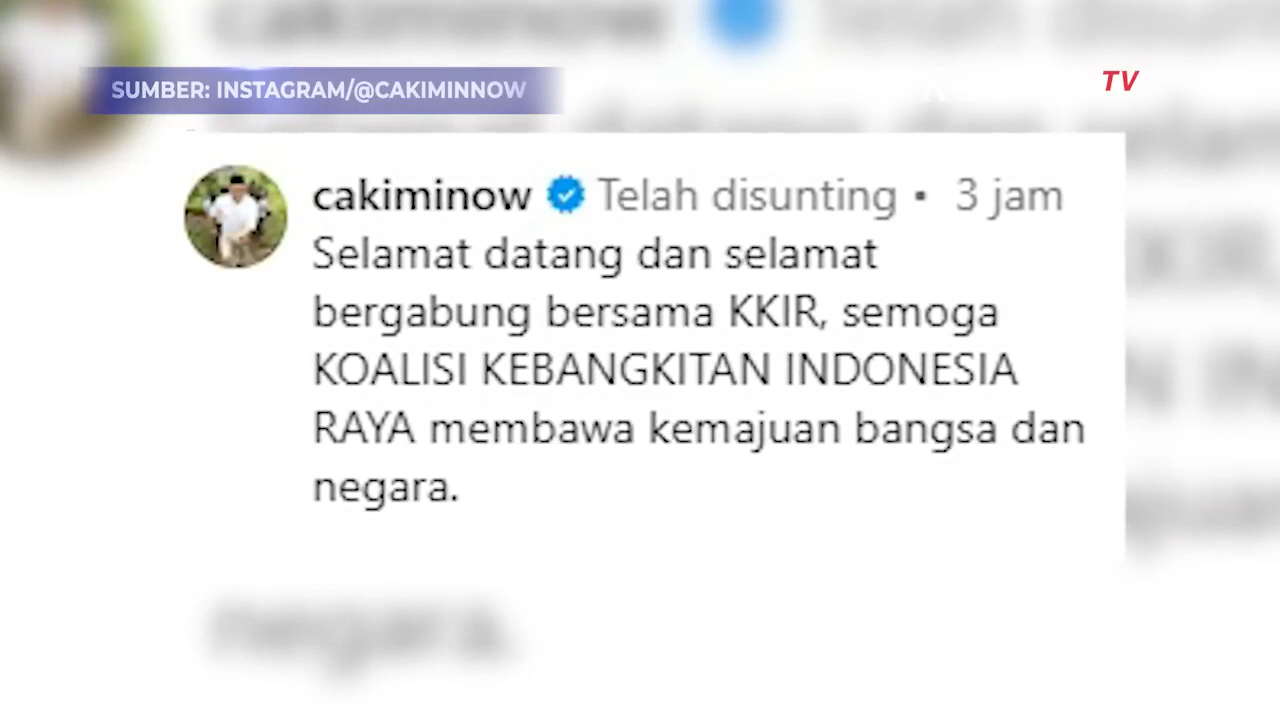 SUMBER: INSTAGRAM/@CAKIMINNOW
TV
cakiminow Telah disunting • 3 jam
Selamat datang dan selamat
bergabung bersama KKIR, semoga
KOALISI KEBANGKITAN INDONESIA
RAYA membawa kemajuan bangsa dan
negara.
negara.